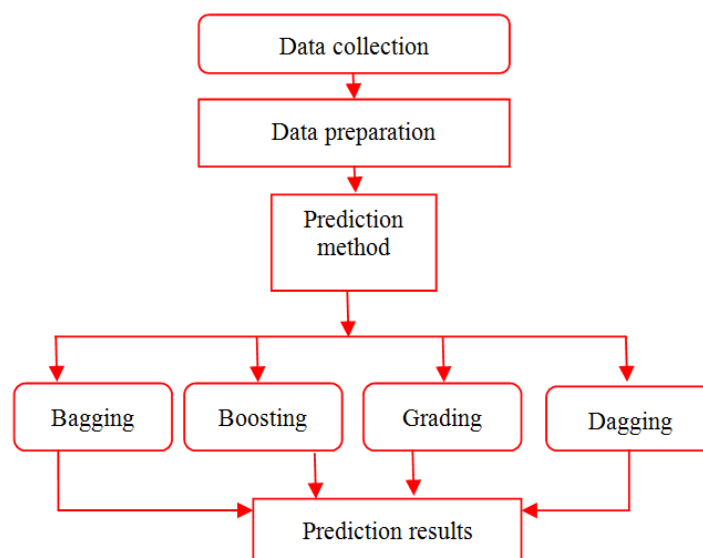 Data collection
Data preparation
Prediction
method
Bagging
Boosting
Grading
Dagging
Prediction results